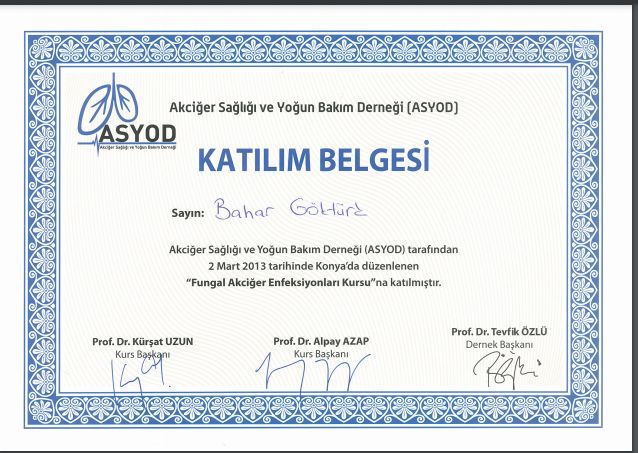 Akciğer Sağlığı ve Yoğun Bakım Derneği (ASYOD)
ASYOD
Akciğer Sağlığı ve Yoğun Bakım Derneği
KATILIM BELGESİ
Sayın: Bahar Göktürk
Akciğer Sağlığı ve Yoğun Bakım Derneği (ASYOD) tarafından
2 Mart 2013 tarihinde Konya'da düzenlenen
“Fungal Akciğer Enfeksiyonları Kursu”na katılmıştır.
Prof. Dr. Kürşat UZUN
Kurs Başkanı
Prof. Dr. Alpay AZAP
Kurs Başkanı
Prof. Dr. Tevfik ÖZLÜ
Dernek Başkanı